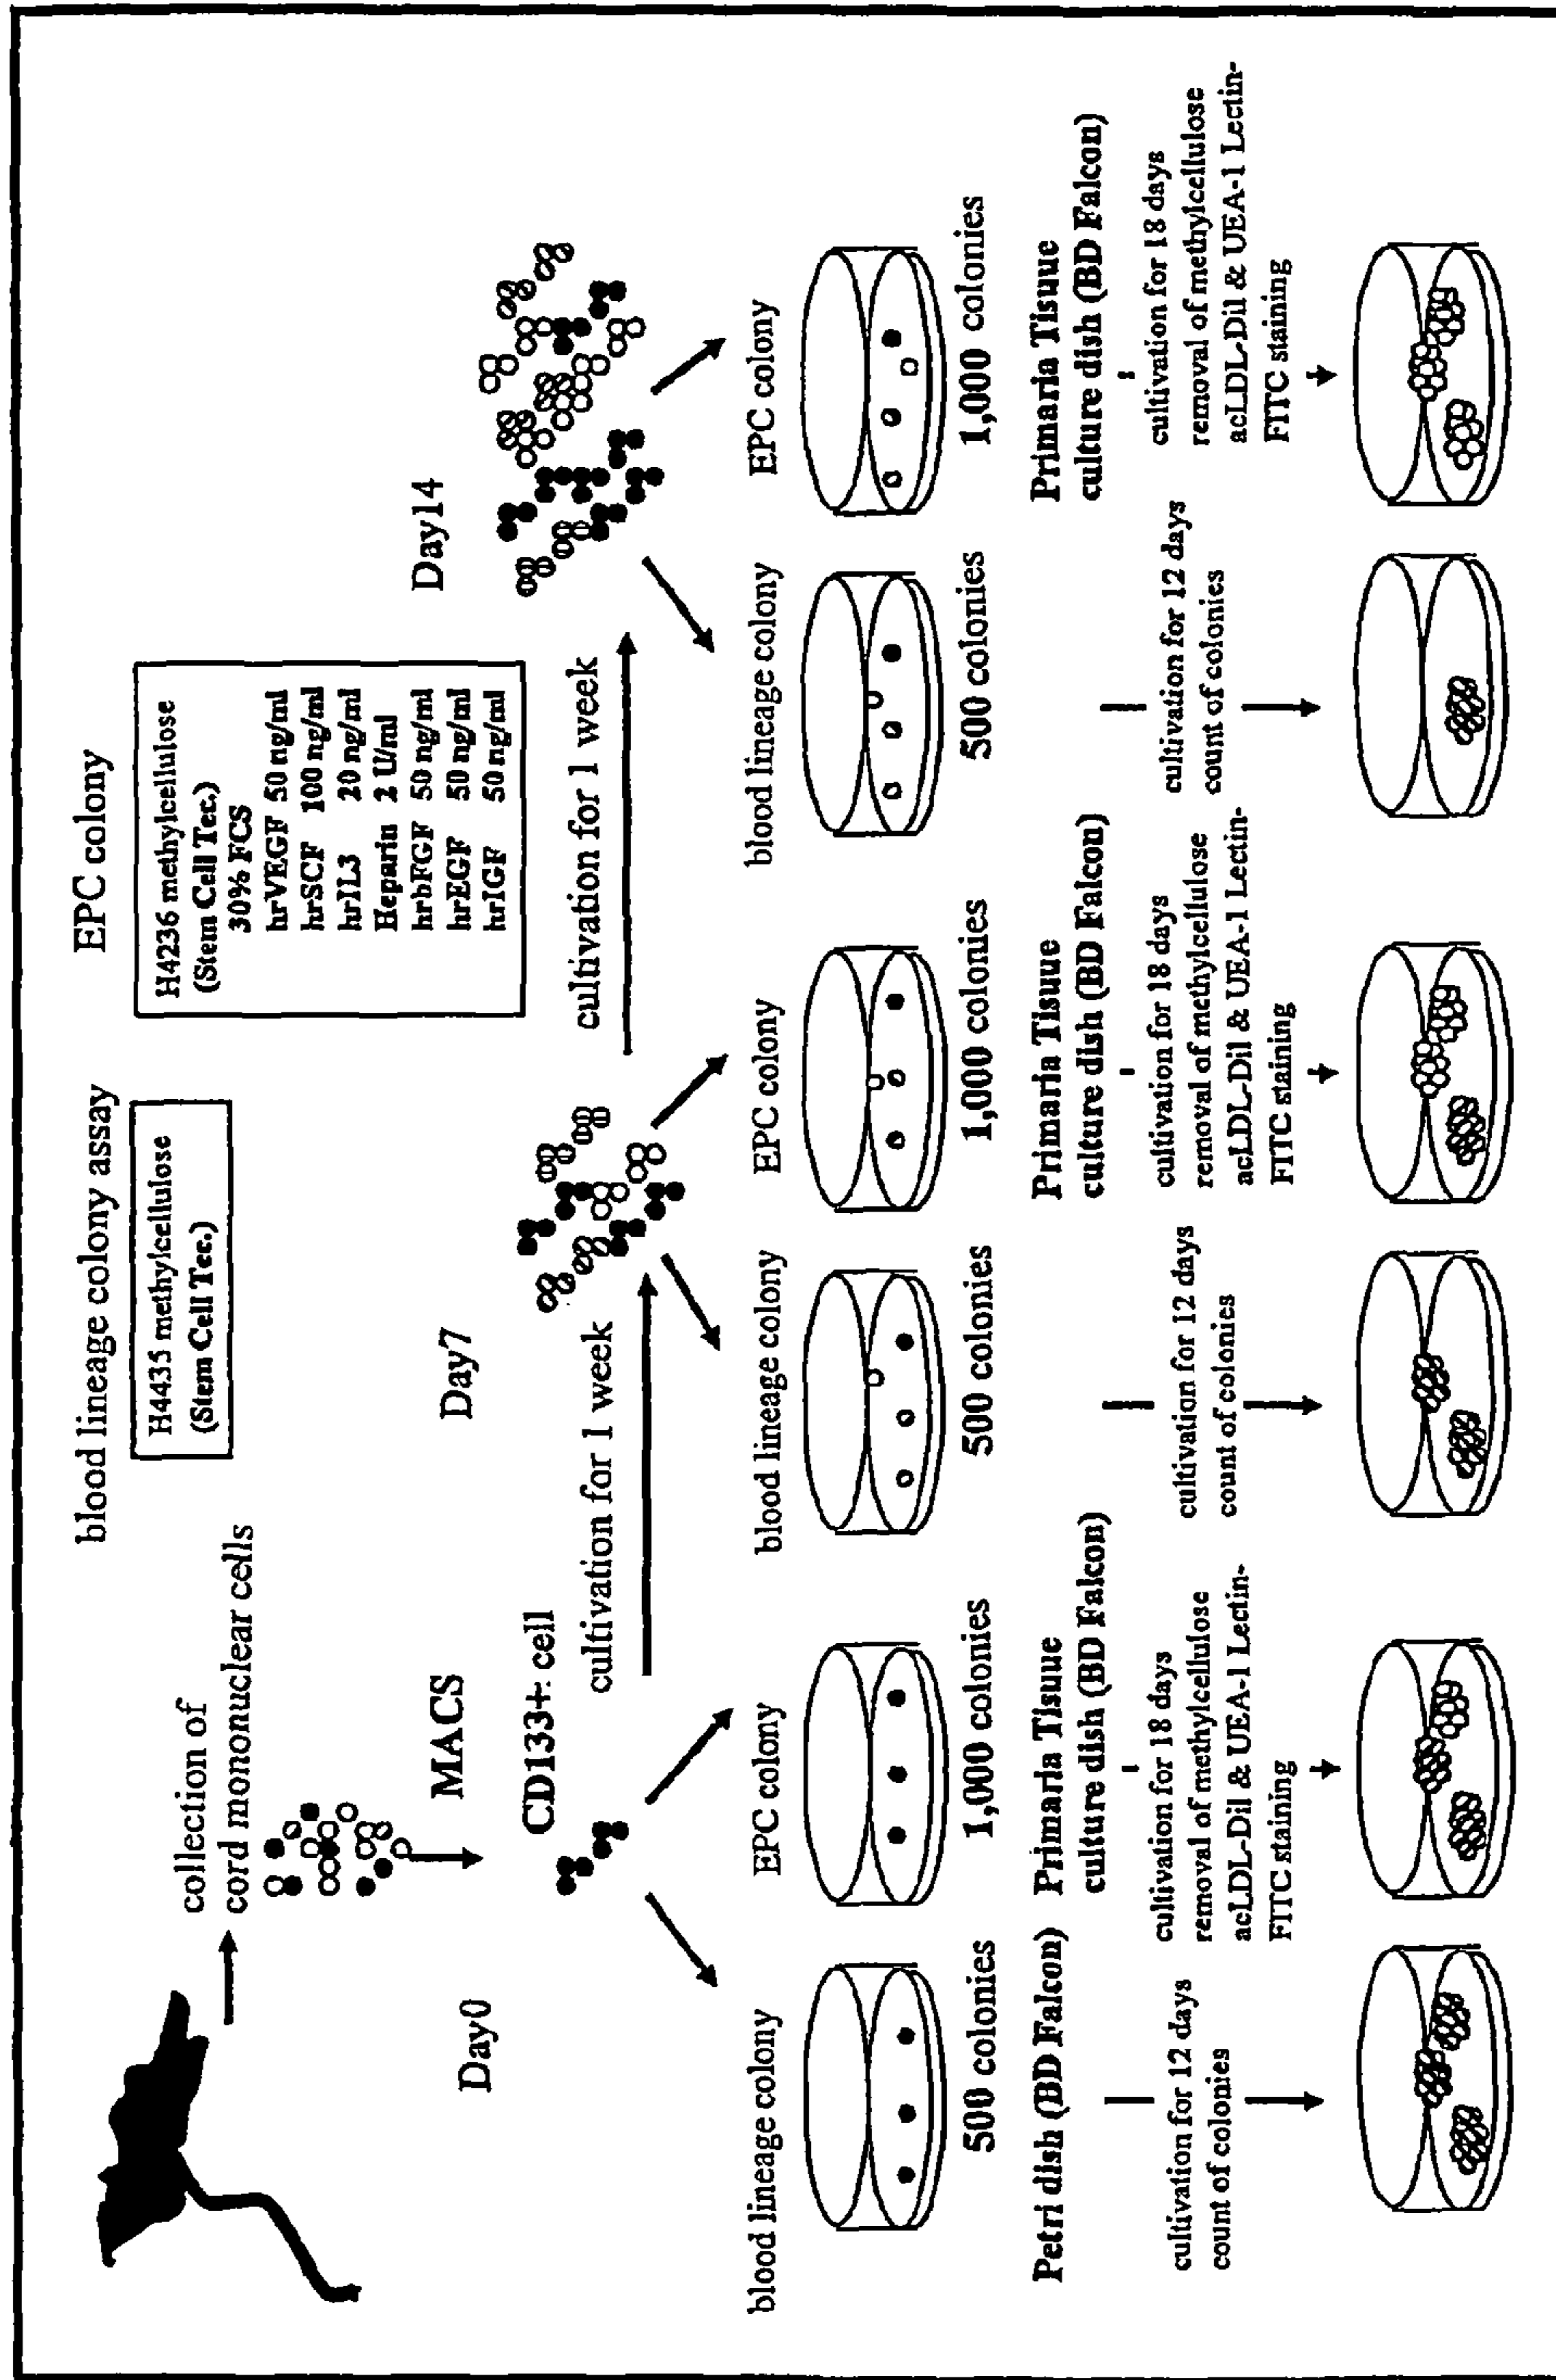 blood lineage colony assay
H4435 methylcellulose
(Stem Cell Tec.)
EPC colony
H4236 methylcellulose
(Stem Cell Tec.)
30% FCS
hrVEGF 50 ng/ml
hrSCF 100 ng/ml
hrIL3 20 ng/ml
Heparin 2 U/ml
hrbFGF 50 ng/ml
hrEGF 50 ng/ml
hrIGF 50 ng/ml
collection of
cord mononuclear cells
MACS
Day0
CD133+: cell
cultivation for 1 week
Day7
cultivation for 1 week
Day14
blood lineage colony
500 colonies
Petri dish (BD Falcon)
cultivation for 12 days
count of colonies
EPC colony
1,000 colonies
Primaria Tisuue
culture dish (BD Falcon)
cultivation for 18 days
removal of methylcellulose
acLDL-Dil & UEA-1 Lectin-
FITC staining
blood lineage colony
500 colonies
cultivation for 12 days
count of colonies
EPC colony
1,000 colonies
Primaria Tisuue
culture dish (BD Falcon)
cultivation for 18 days
removal of methylcellulose
acLDL-Dil & UEA-1 Lectin-
FITC staining
blood lineage colony
500 colonies
cultivation for 12 days
count of colonies
EPC colony
1,000 colonies
Primaria Tisuue
culture dish (BD Falcon)
cultivation for 18 days
removal of methylcellulose
acLDL-Dil & UEA-1 Lectin-
FITC staining